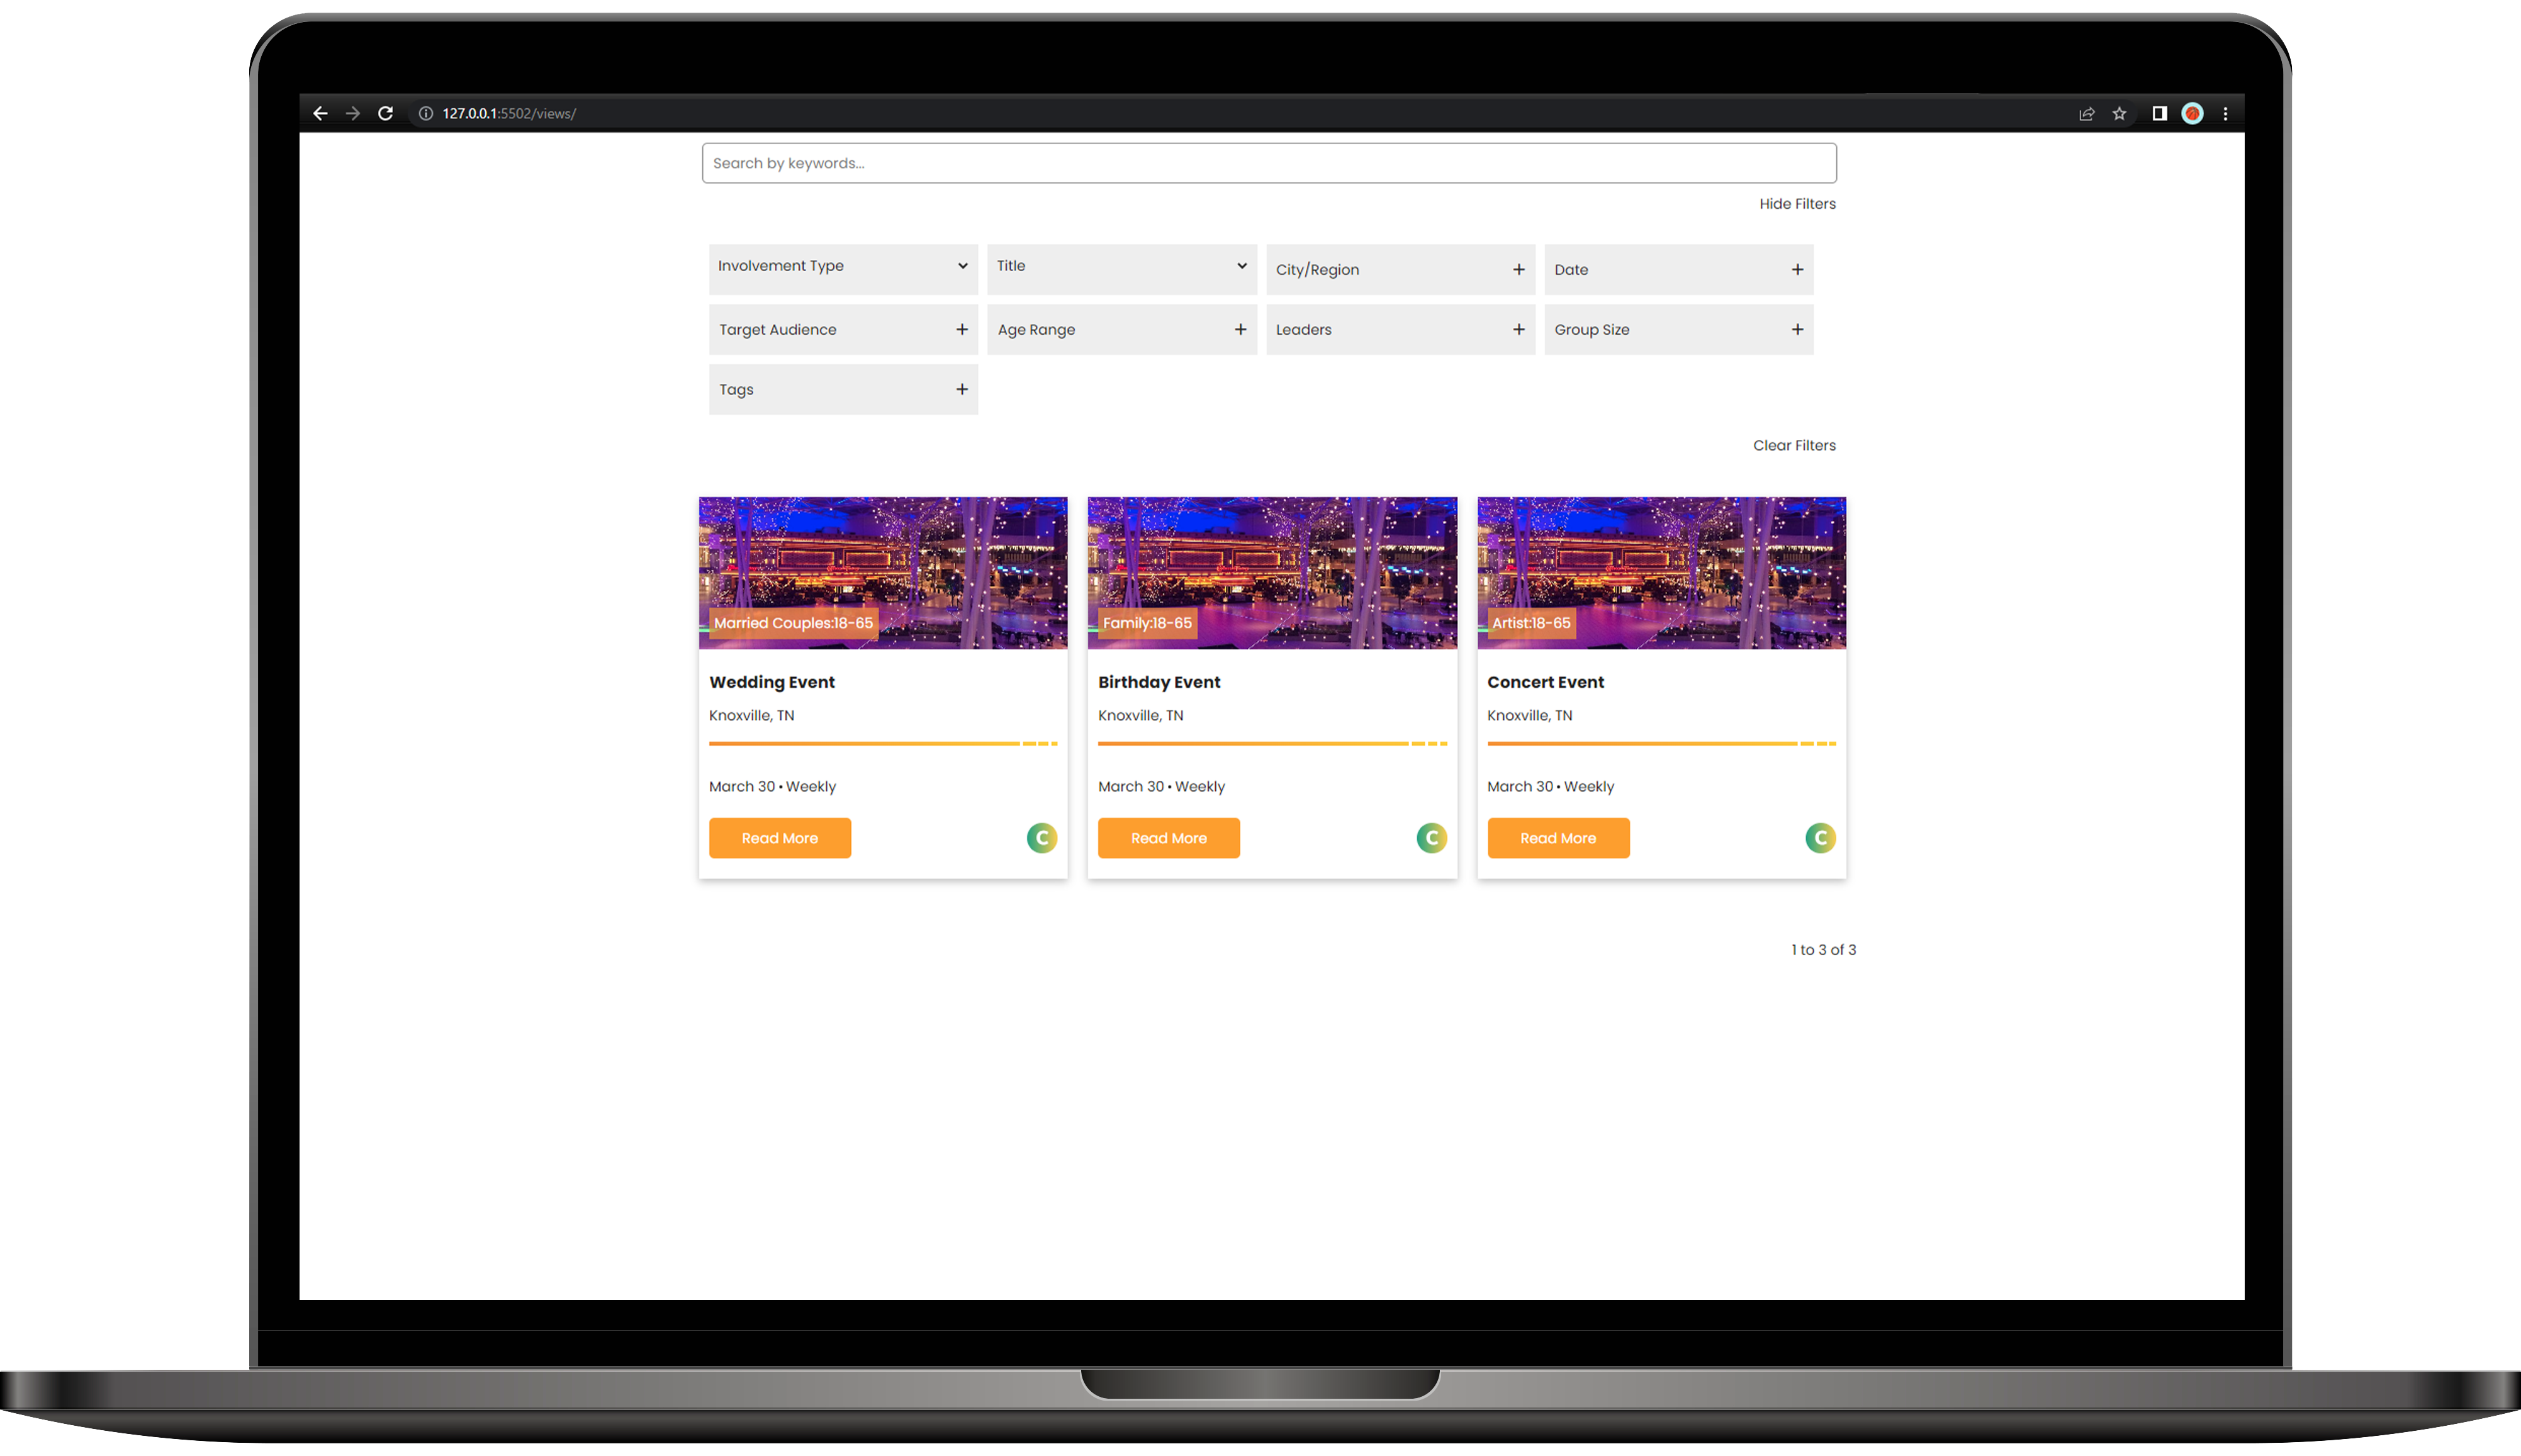 127.0.0.1:5502/views/
Search by keywords...
Hide Filters
Involvement Type
Title
City/Region
Date
Target Audience
Age Range
Leaders
Group Size
Tags
Clear Filters
Married Couples:18-65
Family:18-65
Artist:18-65
Wedding Event
Birthday Event
Concert Event
Knoxville, TN
Knoxville, TN
Knoxville, TN
March 30 • Weekly
March 30 • Weekly
March 30 • Weekly
Read More
C
Read More
C
Read More
C
1 to 3 of 3